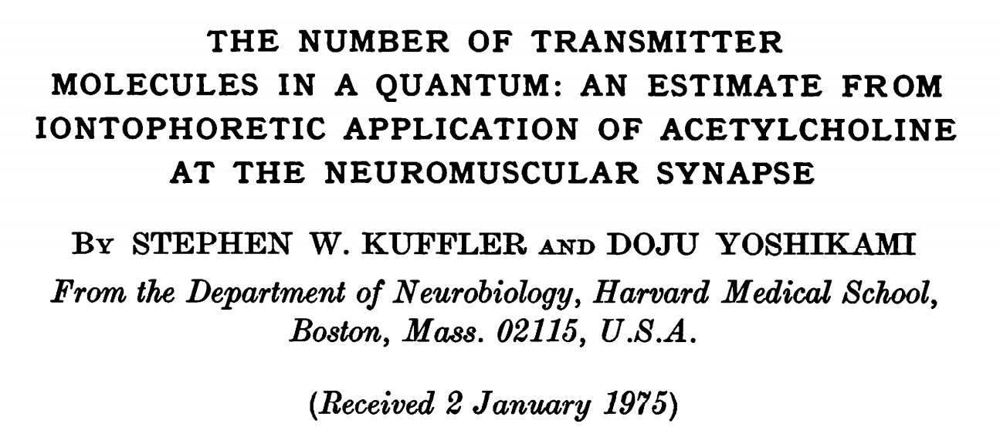 THE NUMBER OF TRANSMITTER
MOLECULES IN A QUANTUM: AN ESTIMATE FROM
IONTOPHORETIC APPLICATION OF ACETYLCHOLINE
AT THE NEUROMUSCULAR SYNAPSE
By STEPHEN W. KUFFLER AND DOJU YOSHIKAMI
From the Department of Neurobiology, Harvard Medical School,
Boston, Mass. 02115, U.S.A.
(Received 2 January 1975)